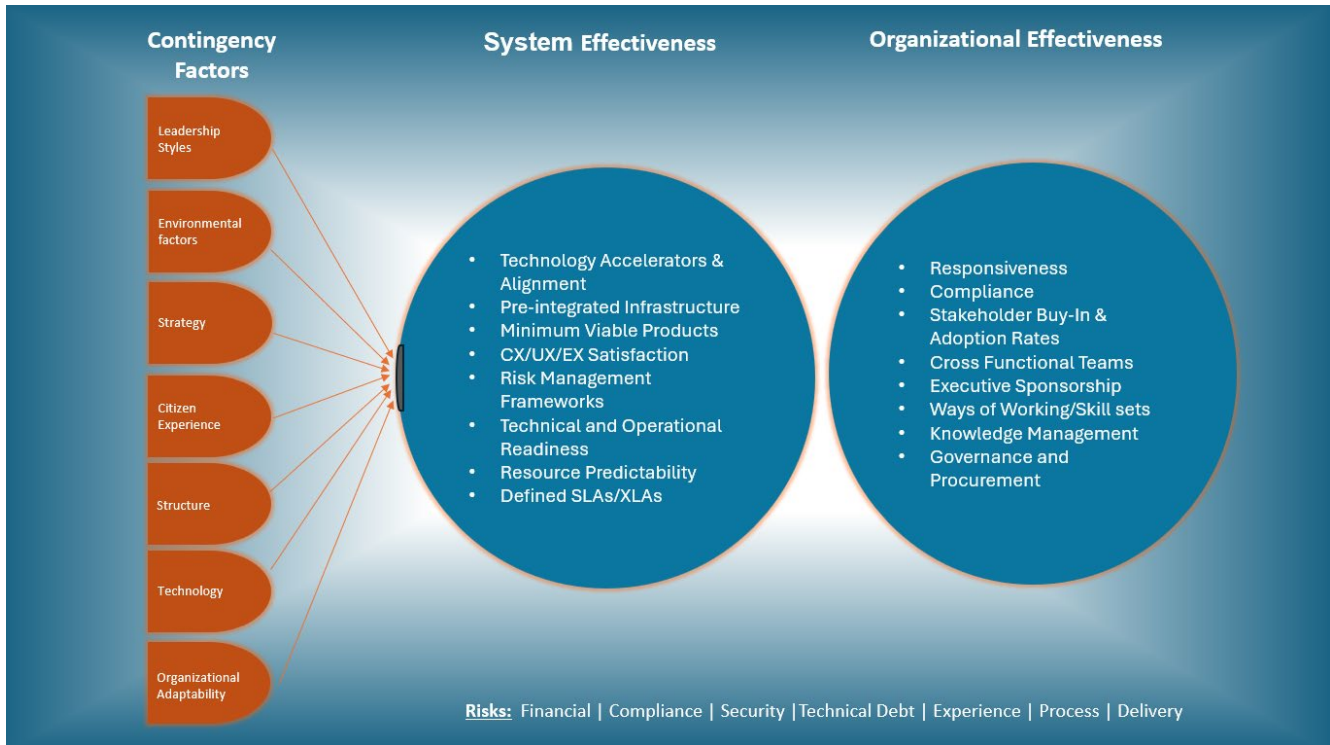 Contingency
Factors
System Effectiveness
Organizational Effectiveness
Leadership
Styles
Environmental
factors
Strategy
Citizen
Experience
Structure
Technology
Organizational
Adaptability
• Technology Accelerators &
Alignment
• Pre-integrated Infrastructure
• Minimum Viable Products
• CX/UX/EX Satisfaction
• Risk Management
Frameworks
• Technical and Operational
Readiness
• Resource Predictability
• Defined SLAs/XLAs
• Responsiveness
• Compliance
• Stakeholder Buy-In &
Adoption Rates
• Cross Functional Teams
• Executive Sponsorship
• Ways of Working/Skill sets
• Knowledge Management
• Governance and
Procurement
Risks: Financial | Compliance | Security |Technical Debt | Experience | Process | Delivery